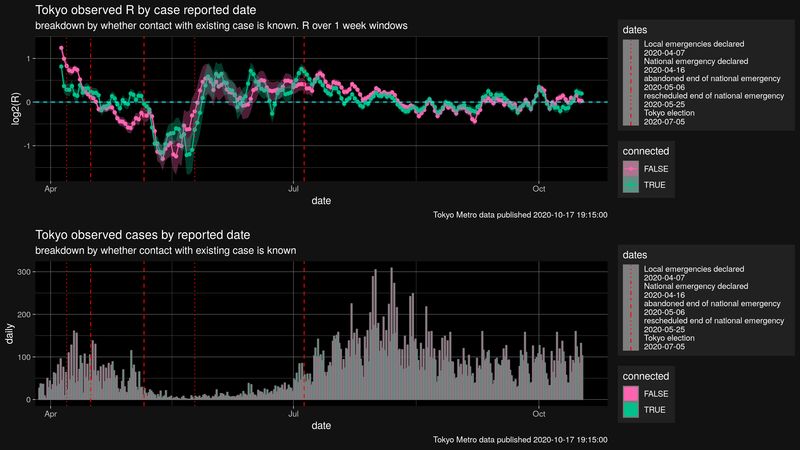 Tokyo observed R by case reported date
breakdown by whether contact with existing case is known. R over 1 week windows
log2(R)
1
0
-1
Apr
Jul
Oct
date
Tokyo Metro data published 2020-10-17 19:15:00
dates
Local emergencies declared
2020-04-07
National emergency declared
2020-04-16
abandoned end of national emergency
2020-05-06
rescheduled end of national emergency
2020-05-25
Tokyo election
2020-07-05
connected
FALSE
TRUE
Tokyo observed cases by reported date
breakdown by whether contact with existing case is known
daily
300
200
100
0
Apr
Jul
Oct
date
Tokyo Metro data published 2020-10-17 19:15:00
dates
Local emergencies declared
2020-04-07
National emergency declared
2020-04-16
abandoned end of national emergency
2020-05-06
rescheduled end of national emergency
2020-05-25
Tokyo election
2020-07-05
connected
FALSE
TRUE